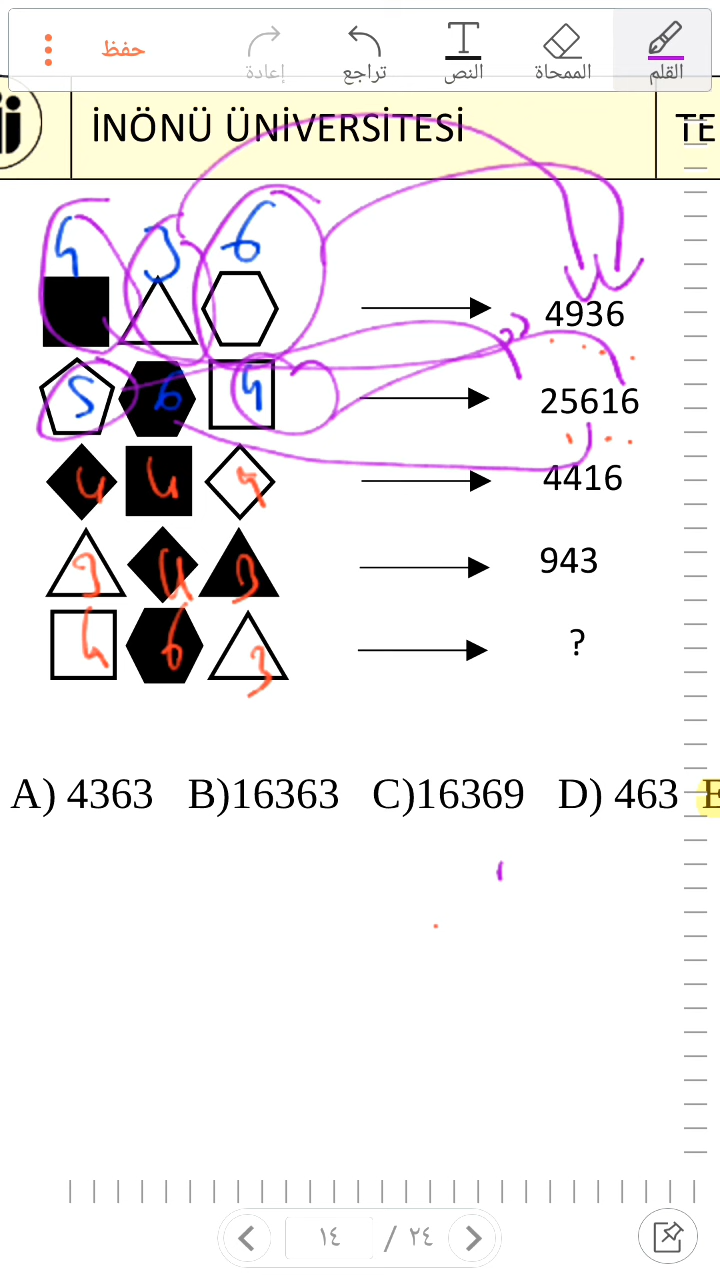 حفظ إعادة تراجع النص الممحاة القلم
İNÖNÜ ÜNİVERSİTESİ TE
4 3 6
4936
5 6 4
25616
4 4 4
4416
3 4 3
943
4 6 3
?
A) 4363 B)16363 C)16369 D) 463 E
١٤ / ٢٤